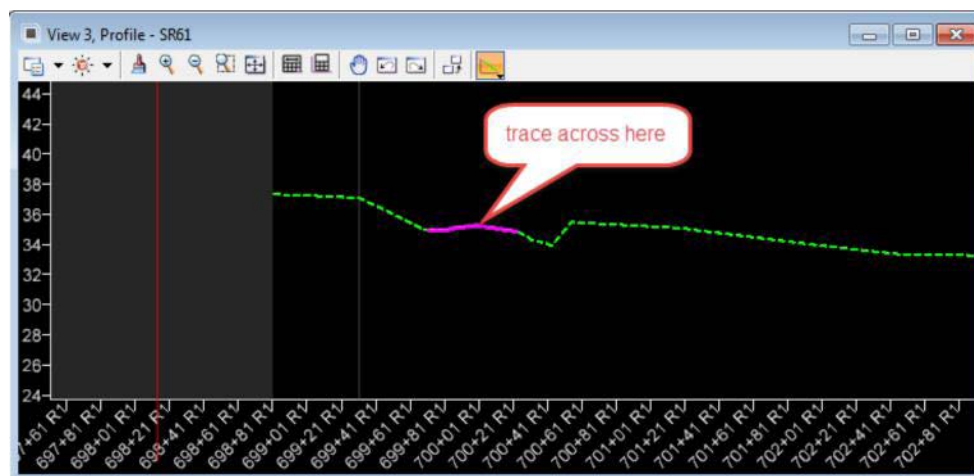 View 3, Profile - SR61
trace across here
44
42
40
38
36
34
32
30
28
26
24
697+81 R1
698+01 R1
698+21 R1
698+41 R1
698+61 R1
698+81 R1
699+01 R1
699+21 R1
699+41 R1
699+61 R1
699+81 R1
700+01 R1
700+21 R1
700+41 R1
700+61 R1
700+81 R1
701+01 R1
701+21 R1
701+41 R1
701+61 R1
701+81 R1
702+01 R1
702+21 R1
702+41 R1
702+61 R1
702+81 R1